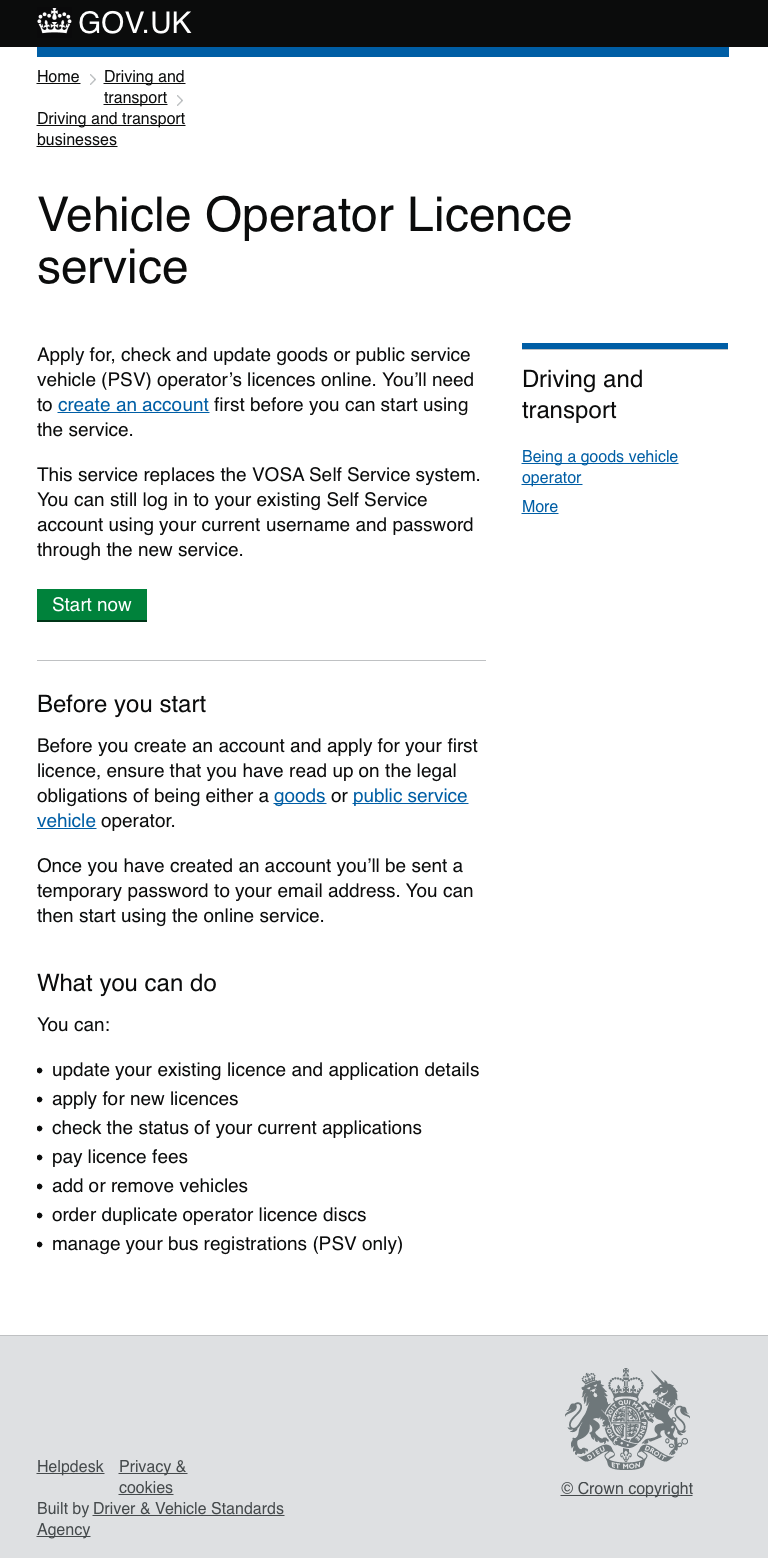 GOV.UK
Home
Driving and
transport
Driving and transport
businesses
Vehicle Operator Licence
service
Apply for, check and update goods or public service
vehicle (PSV) operator’s licences online. You’ll need
to create an account first before you can start using
the service.
This service replaces the VOSA Self Service system.
You can still log in to your existing Self Service
account using your current username and password
through the new service.
Start now
Driving and
transport
Being a goods vehicle
operator
More
Before you start
Before you create an account and apply for your first
licence, ensure that you have read up on the legal
obligations of being either a goods or public service
vehicle operator.
Once you have created an account you’ll be sent a
temporary password to your email address. You can
then start using the online service.
What you can do
You can:
• update your existing licence and application details
• apply for new licences
• check the status of your current applications
• pay licence fees
• add or remove vehicles
• order duplicate operator licence discs
• manage your bus registrations (PSV only)
Helpdesk Privacy &
cookies
Built by Driver & Vehicle Standards
Agency
DIEU ET MON DROIT
© Crown copyright